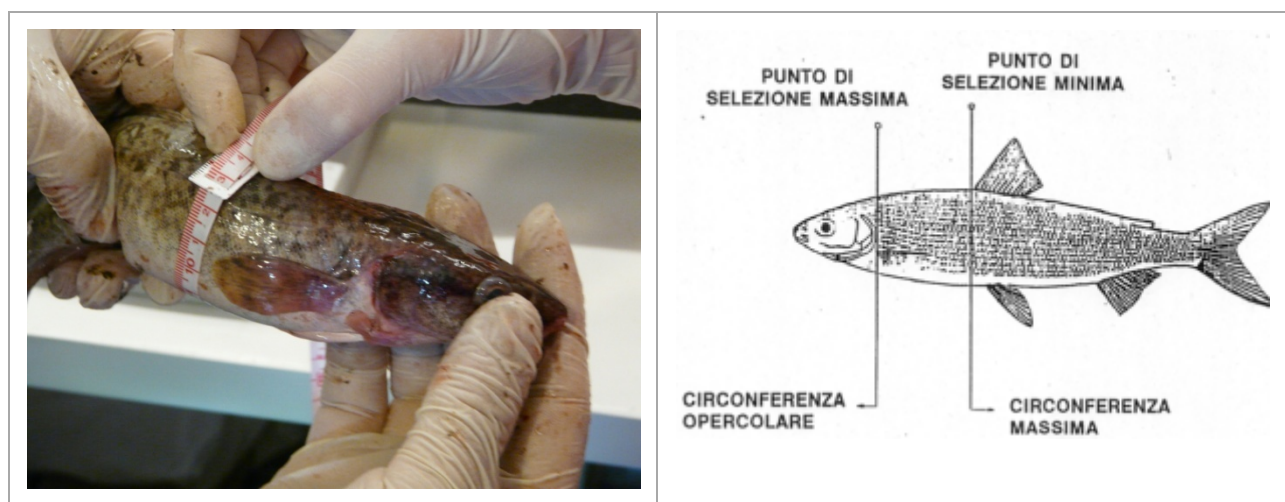 PUNTO DI
SELEZIONE MASSIMA
PUNTO DI
SELEZIONE MINIMA
CIRCONFERENZA
OPERCOLARE
CIRCONFERENZA
MASSIMA